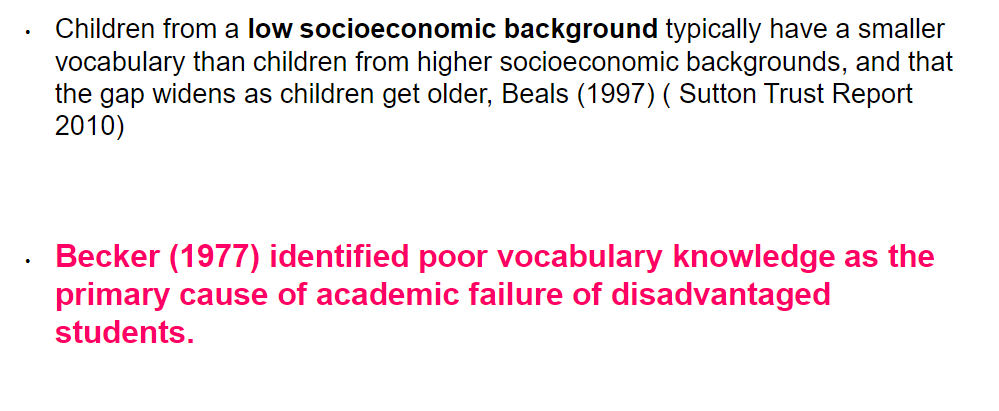 • Children from a low socioeconomic background typically have a smaller
vocabulary than children from higher socioeconomic backgrounds, and that
the gap widens as children get older, Beals (1997) ( Sutton Trust Report
2010)
• Becker (1977) identified poor vocabulary knowledge as the
primary cause of academic failure of disadvantaged
students.